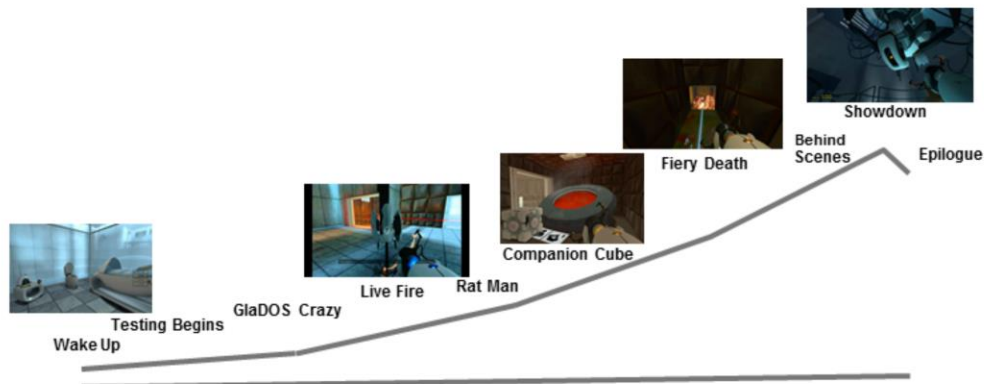 Wake Up
Testing Begins
GlaDOS Crazy
Live Fire
Rat Man
Companion Cube
Fiery Death
Behind
Scenes
Showdown
Epilogue